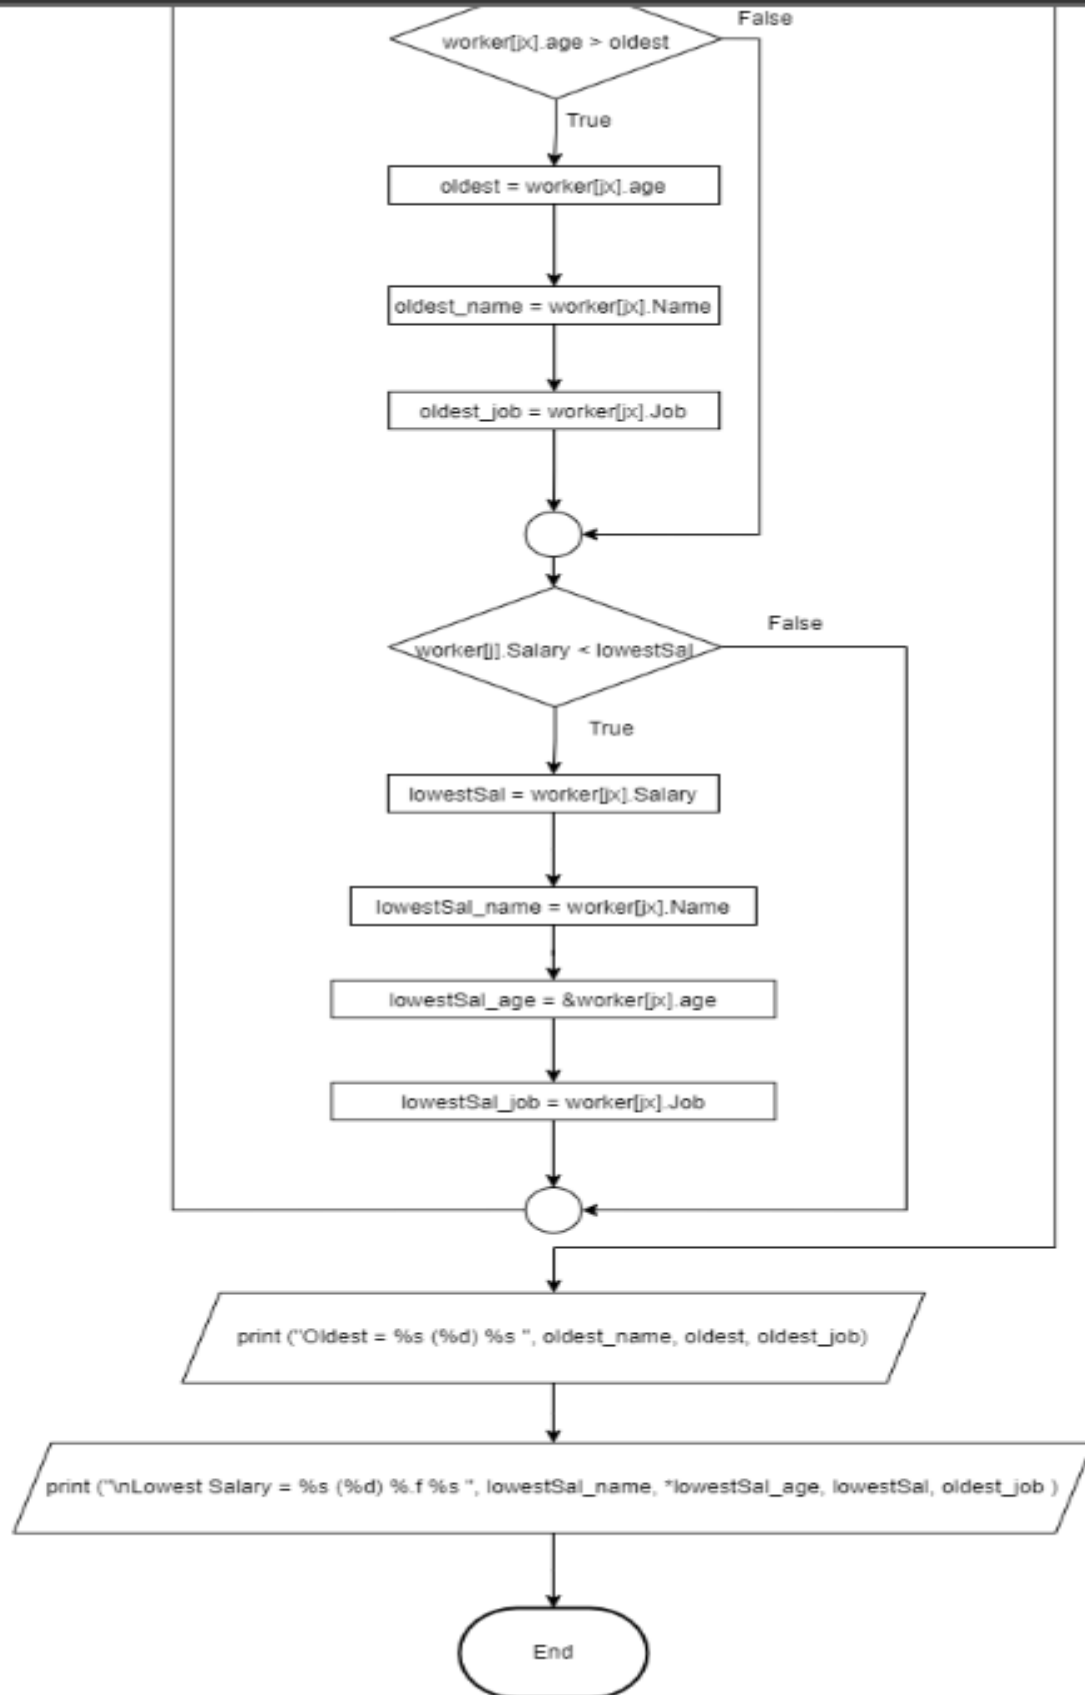 False
worker[jx].age > oldest
True
oldest = worker[jx].age
oldest_name = worker[jx].Name
oldest_job = worker[jx].Job
False
worker[j].Salary < lowestSal
True
lowestSal = worker[jx].Salary
lowestSal_name = worker[jx].Name
lowestSal_age = &worker[jx].age
lowestSal_job = worker[jx].Job
print ("Oldest = %s (%d) %s ", oldest_name, oldest, oldest_job)
print ("\nLowest Salary = %s (%d) %.f %s ", lowestSal_name, *lowestSal_age, lowestSal, oldest_job )
End